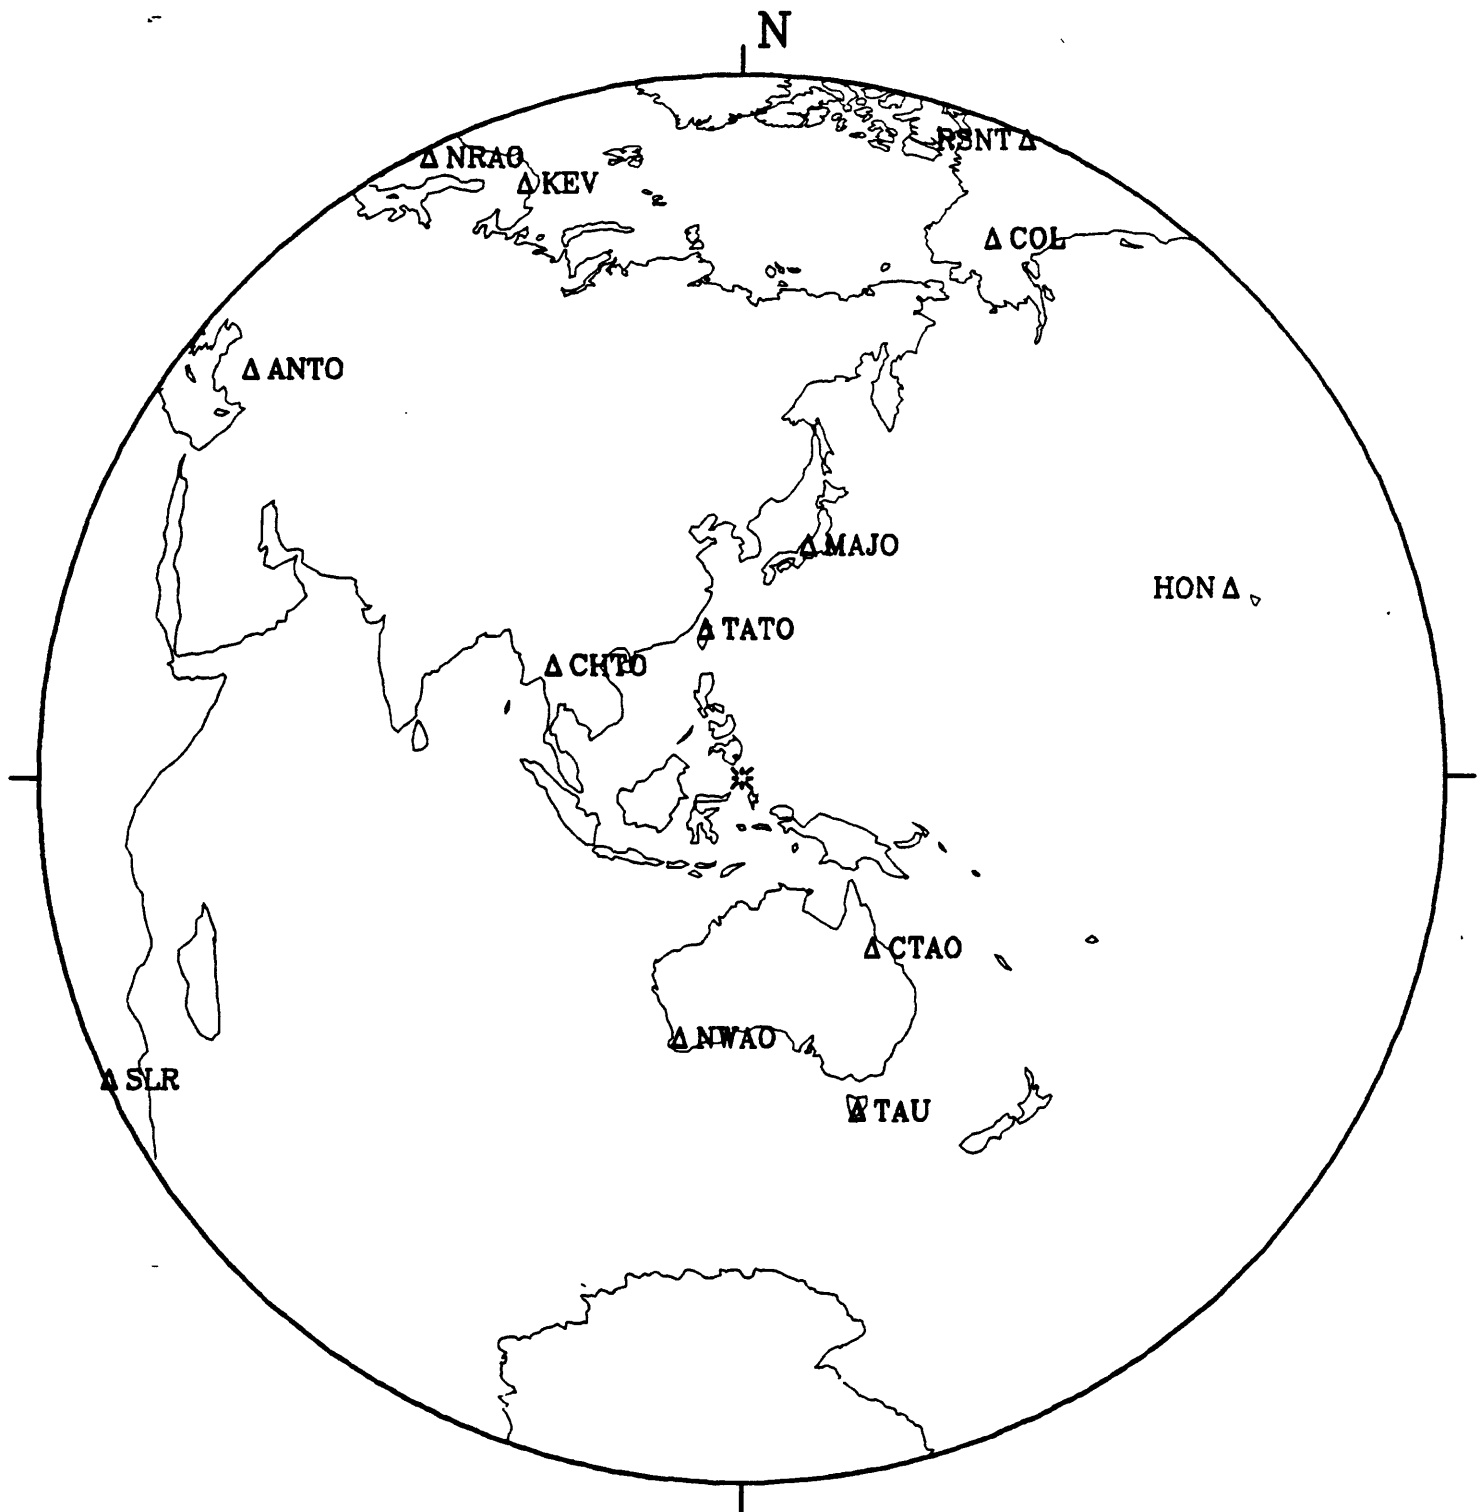 N
RSNT
NRAO
KEV
COL
ANTO
MAJO
HON
TATO
CHTO
CTAO
NWAO
SLR
TAU